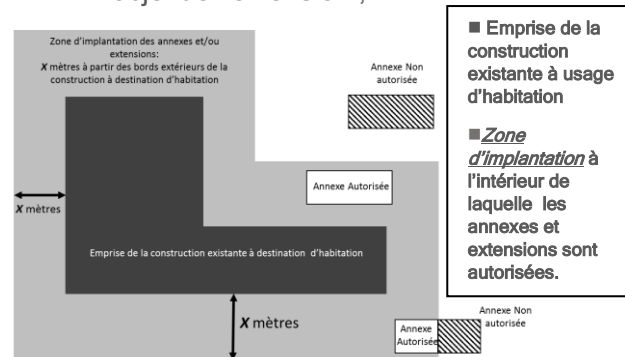 Zone d'implantation des annexes et/ou
extensions:
X mètres à partir des bords extérieurs de la
construction à destination d'habitation
Annexe Non
autorisée
Annexe Autorisée
X mètres
Emprise de la construction existante à destination d'habitation
X mètres
Annexe
Autorisée
Annexe Non
autorisée
■ Emprise de la
construction
existante à usage
d'habitation
■Zone
d'implantation à
l'intérieur de
laquelle les
annexes et
extensions sont
autorisées.